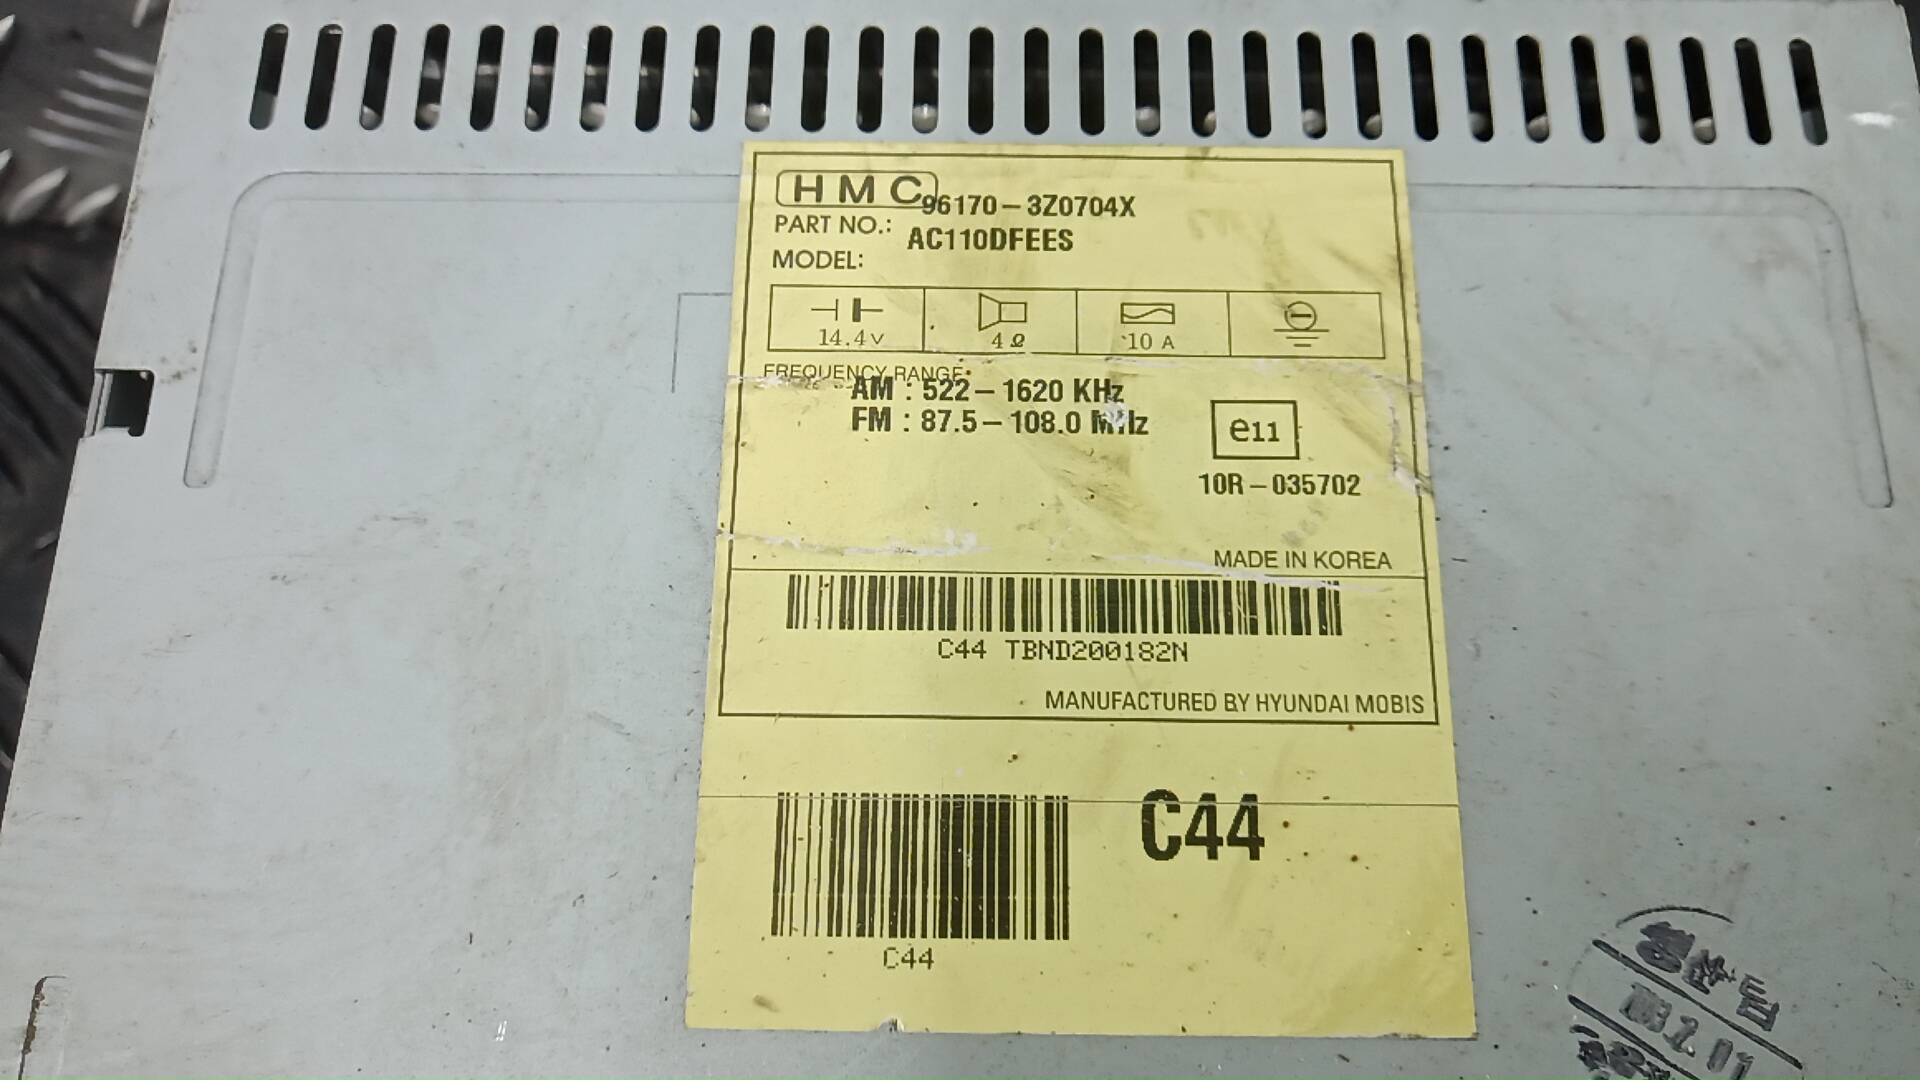 HMC
96170-3Z0704X
PART NO.:
AC110DFEES
MODEL:
14.4V
4Ω
10 A
FREQUENCY RANGE:
AM : 522-1620 KHz
FM : 87.5-108.0 MHz
e11
10R-035702
MADE IN KOREA
C44 TBND200182N
MANUFACTURED BY HYUNDAI MOBIS
C44
C44